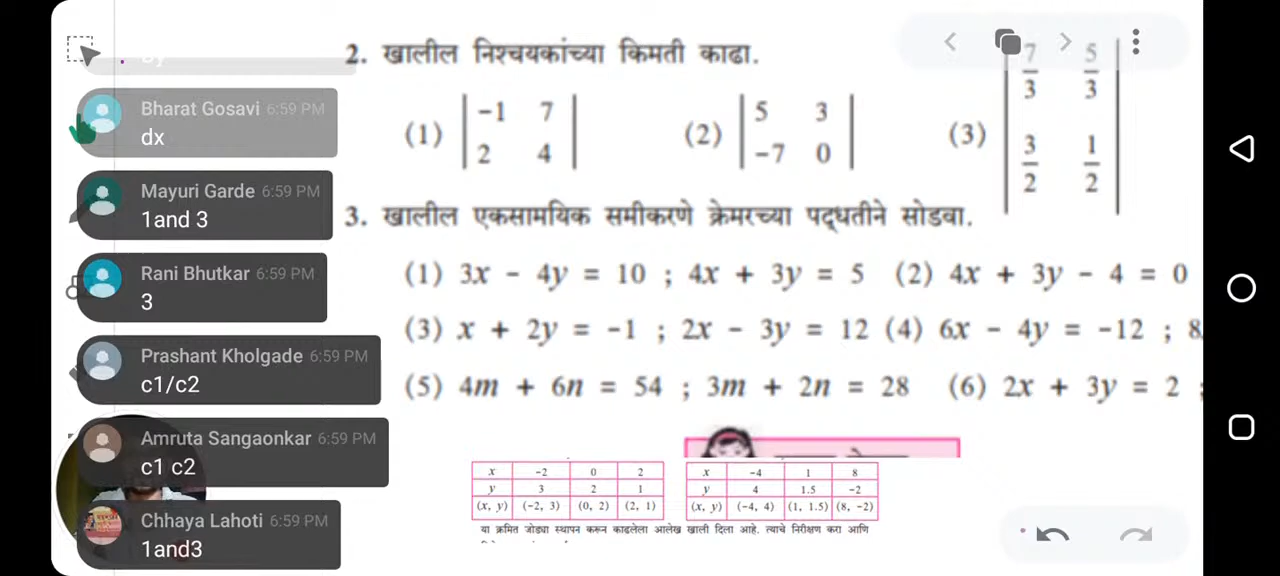 2. खालील निश्चयकांच्या किमती काढा.
(1) | -1 7 | (2) | 5 3 | (3) | 7/3 5/3 |
| 2 4 | | -7 0 | | 3/2 1/2 |
3. खालील एकसामयिक समीकरणे क्रेमरच्या पद्धतीने सोडवा.
(1) 3x - 4y = 10 ; 4x + 3y = 5 (2) 4x + 3y - 4 = 0
(3) x + 2y = -1 ; 2x - 3y = 12 (4) 6x - 4y = -12 ; 8
(5) 4m + 6n = 54 ; 3m + 2n = 28 (6) 2x + 3y = 2 ;
Bharat Gosavi 6:59 PM
dx
Mayuri Garde 6:59 PM
1and 3
Rani Bhutkar 6:59 PM
3
Prashant Kholgade 6:59 PM
c1/c2
Amruta Sangaonkar 6:59 PM
c1 c2
Chhaya Lahoti 6:59 PM
1and3
x -2 0 2
y 3 2 1
(x, y) (-2, 3) (0, 2) (2, 1)
x -4 1 8
y 4 1.5 -2
(x, y) (-4, 4) (1, 1.5) (8, -2)
या क्रमित जोड्या स्थापन करून काढलेला आलेख खाली दिला आहे. त्याचे निरीक्षण करा आणि